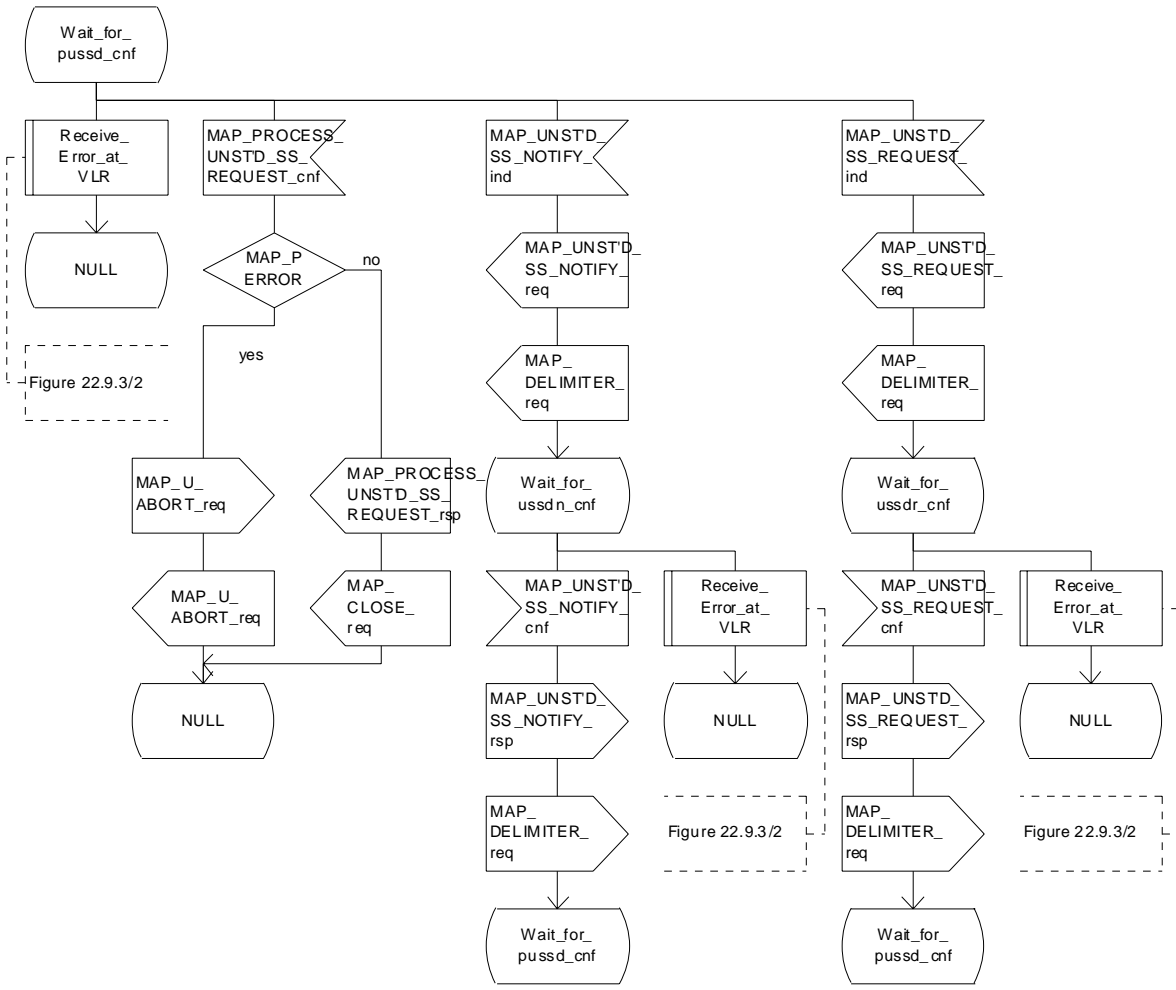 Wait_for_
pussd_cnf
Receive_
Error_at_
VLR
NULL
Figure 22.9.3/2
MAP_PROCESS_
UNST'D_SS_
REQUEST_cnf
MAP_P
ERROR
no
yes
MAP_U_
ABORT_req
MAP_U_
ABORT_req
MAP_PROCESS_
UNST'D_SS_
REQUEST_rsp
MAP_
CLOSE_
req
NULL
MAP_UNST'D_
SS_NOTIFY_
ind
MAP_UNST'D_
SS_NOTIFY_
req
MAP_
DELIMITER_
req
Wait_for_
ussdn_cnf
MAP_UNST'D_
SS_NOTIFY_
cnf
MAP_UNST'D_
SS_NOTIFY_
rsp
MAP_
DELIMITER_
req
Wait_for_
pussd_cnf
Receive_
Error_at_
VLR
NULL
Figure 22.9.3/2
MAP_UNST'D_
SS_REQUEST_
ind
MAP_UNST'D_
SS_REQUEST_
req
MAP_
DELIMITER_
req
Wait_for_
ussdr_cnf
MAP_UNST'D_
SS_REQUEST_
cnf
MAP_UNST'D_
SS_REQUEST_
rsp
MAP_
DELIMITER_
req
Wait_for_
pussd_cnf
Receive_
Error_at_
VLR
NULL
Figure 22.9.3/2